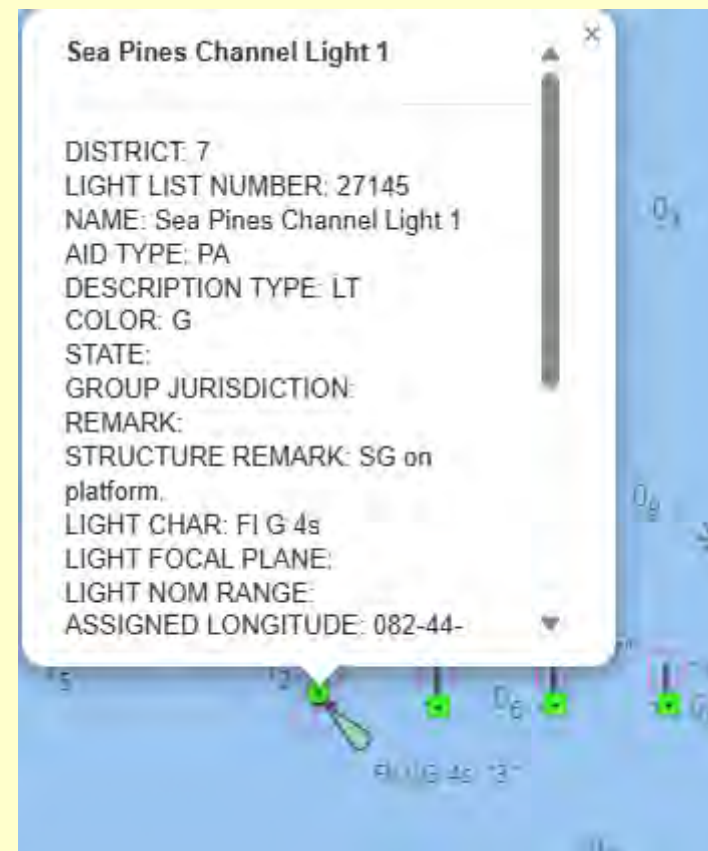 Sea Pines Channel Light 1
×
DISTRICT: 7
LIGHT LIST NUMBER: 27145
NAME: Sea Pines Channel Light 1
AID TYPE: PA
DESCRIPTION TYPE: LT
COLOR: G
STATE:
GROUP JURISDICTION:
REMARK:
STRUCTURE REMARK: SG on
platform.
LIGHT CHAR: Fl G 4s
LIGHT FOCAL PLANE:
LIGHT NOM RANGE:
ASSIGNED LONGITUDE: 082-44-
0₆